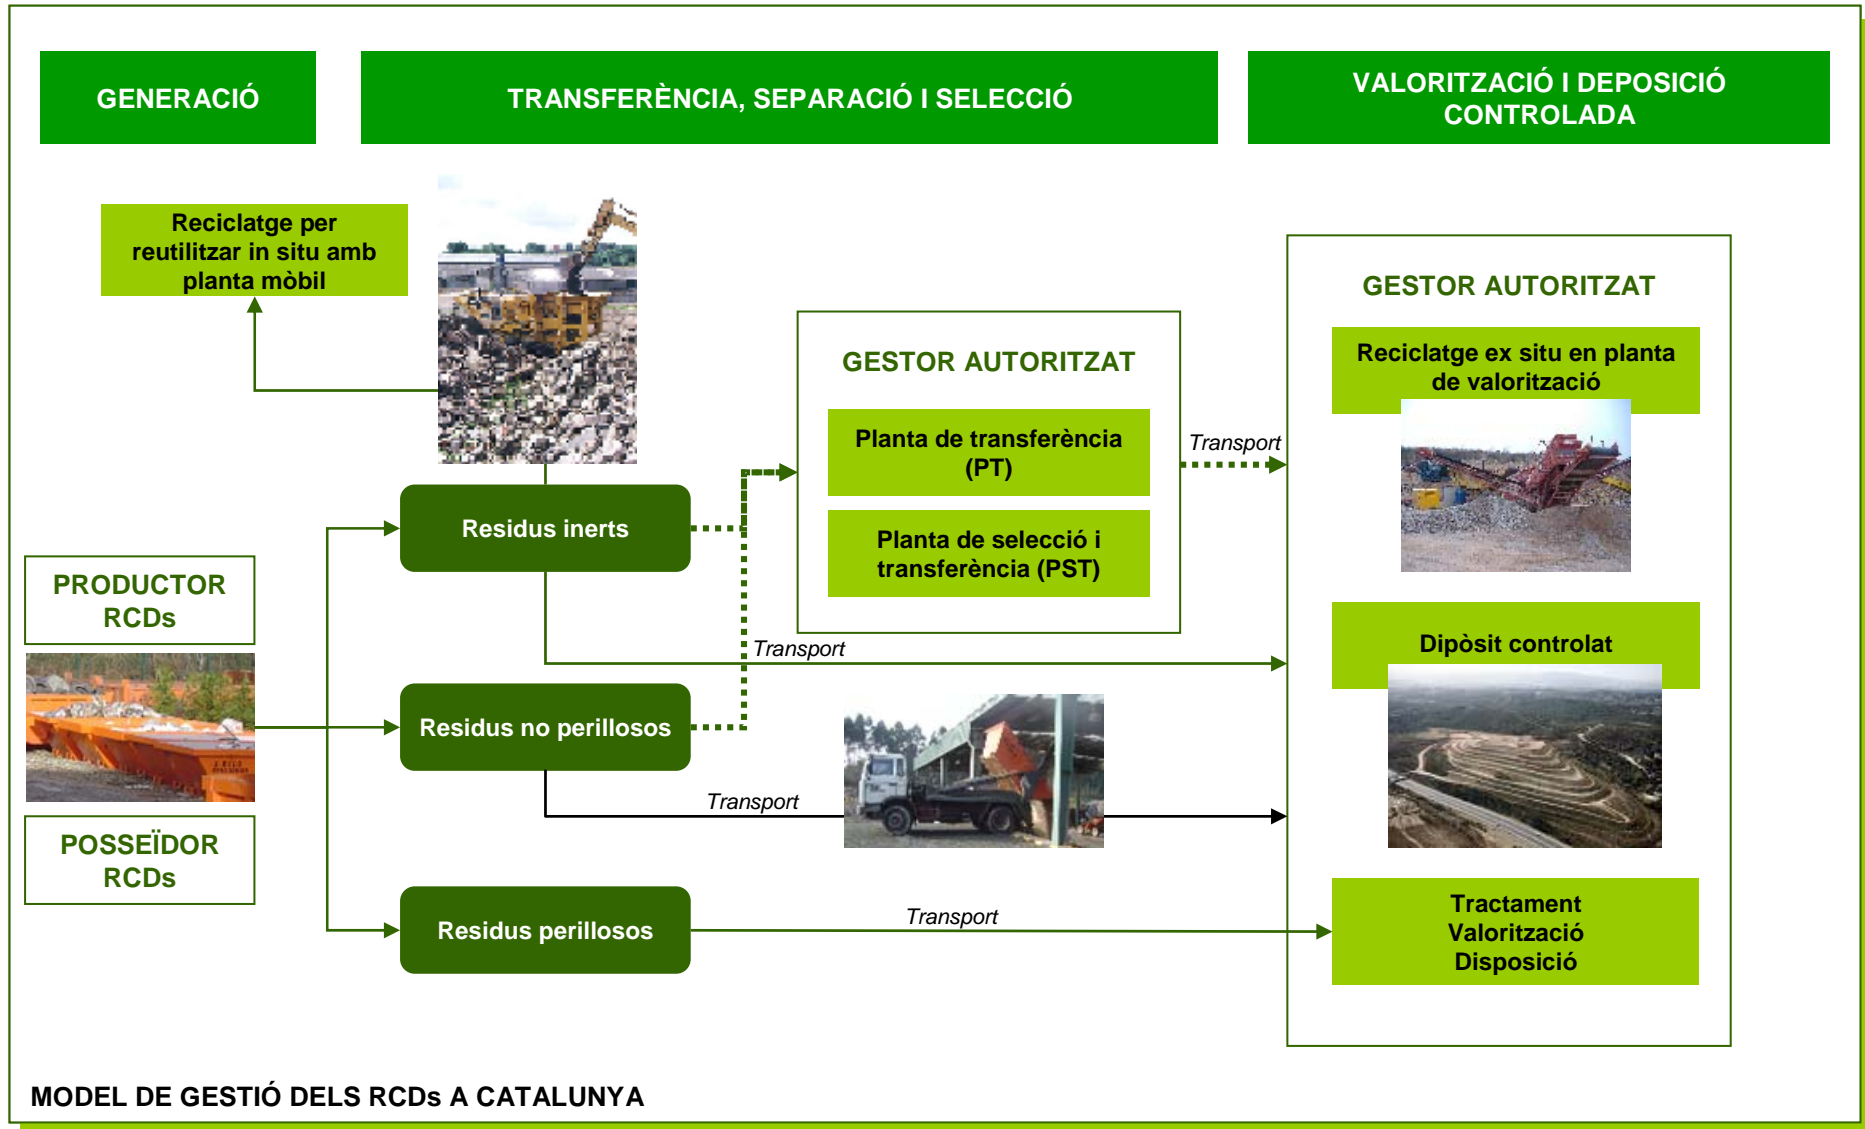 GENERACIÓ
TRANSFERÈNCIA, SEPARACIÓ I SELECCIÓ
VALORITZACIÓ I DEPOSICIÓ
CONTROLADA
Reciclatge per
reutilitzar in situ amb
planta mòbil
GESTOR AUTORITZAT
Planta de transferència
(PT)
Planta de selecció i
transferència (PST)
Transport
GESTOR AUTORITZAT
Reciclatge ex situ en planta
de valorització
Dipòsit controlat
Tractament
Valorització
Disposició
Residus inerts
Transport
PRODUCTOR
RCDs
POSSEÏDOR
RCDs
Residus no perillosos
Transport
Residus perillosos
Transport
MODEL DE GESTIÓ DELS RCDs A CATALUNYA